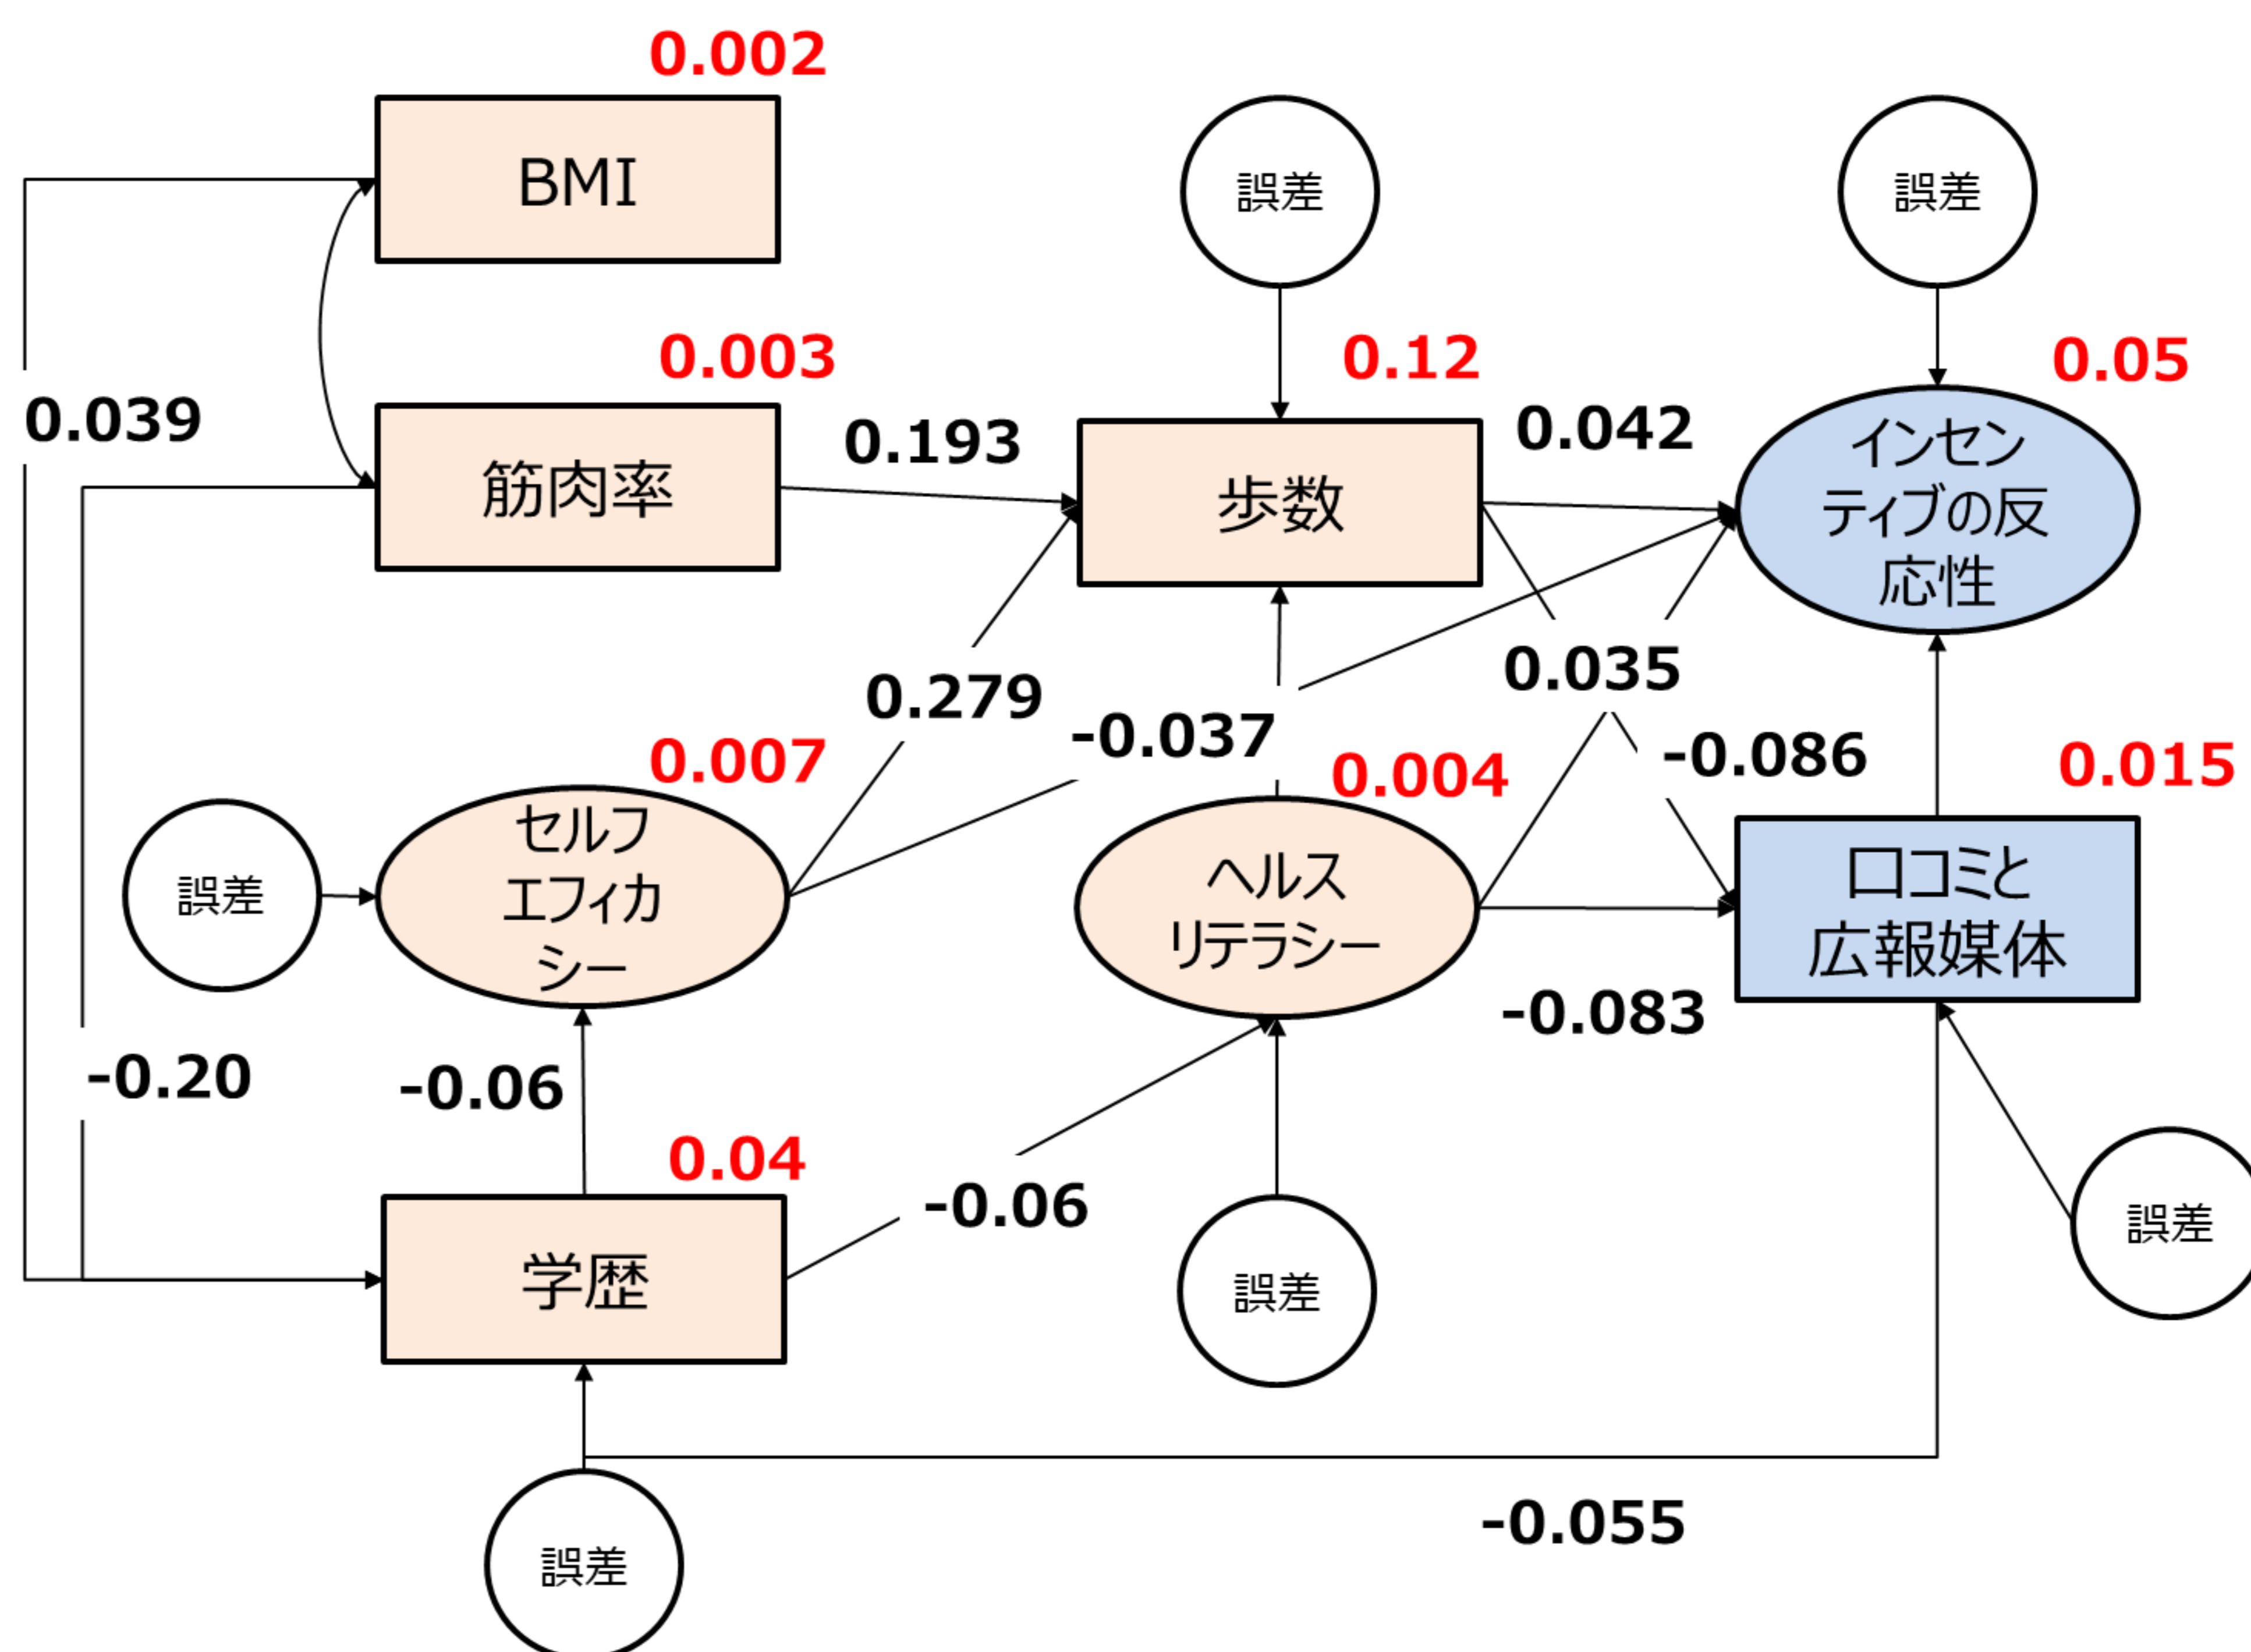 0.002
BMI
誤差
誤差
0.003
0.12
0.05
0.039
筋肉率
0.193
歩数
0.042
インセン
ティブの反
応性
0.279
-0.037
0.035
-0.086
0.007
0.004
0.015
誤差
セルフ
エフィカ
シー
ヘルス
リテラシー
口コミと
広報媒体
-0.083
-0.20
-0.06
0.04
-0.06
学歴
誤差
誤差
-0.055
誤差